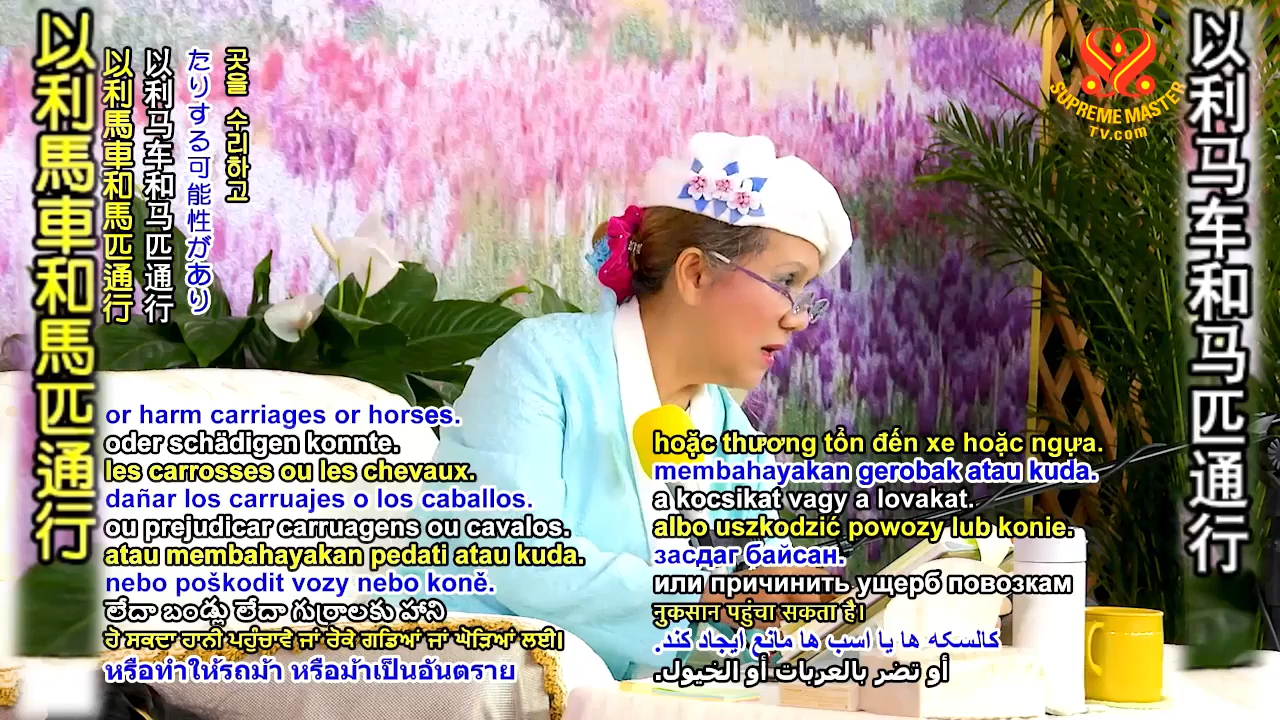 以利馬車和馬匹通行
以利馬車和馬匹通行
以利马车和马匹通行
たりする可能性があり
곳을 수리하고
SUPREME MASTER
TV.com
以利马车和马匹通行
or harm carriages or horses.
oder schädigen konnte.
les carrosses ou les chevaux.
dañar los carruajes o los caballos.
ou prejudicar carruagens ou cavalos.
atau membahayakan pedati atau kuda.
nebo poškodit vozy nebo koně.
లేదా బండ్లు లేదా గుర్రాలకు హాని
ਹੋ ਸਕਦਾ ਹਾਨੀ ਪਹੁੰਚਾਵੇ ਜਾਂ ਰੋਕੇ ਗਡਿਆਂ ਜਾਂ ਘੋੜਿਆਂ ਲਈ।
หรือทำให้รถม้า หรือม้าเป็นอันตราย
hoặc thương tổn đến xe hoặc ngựa.
membahayakan gerobak atau kuda.
a kocsikat vagy a lovakat.
albo uszkodzić powozy lub konie.
засдаг байсан.
или причинить ущерб повозкам
नुकसान पहुंचा सकता है।
کالسکه ها یا اسب ها مانع ایجاد کند.
أو تضر بالعربات أو الخيول.